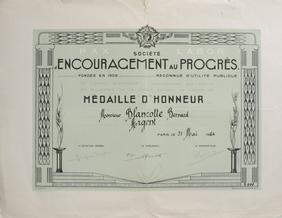 PAX LABOR
SOCIÉTÉ
D'ENCOURAGEMENT AU PROGRÈS.
FONDÉE EN 1908 RECONNUE D'UTILITÉ PUBLIQUE
MÉDAILLE D'HONNEUR
Monsieur Blancotte Bernard
Argent
PARIS LE 31 Mai 1964